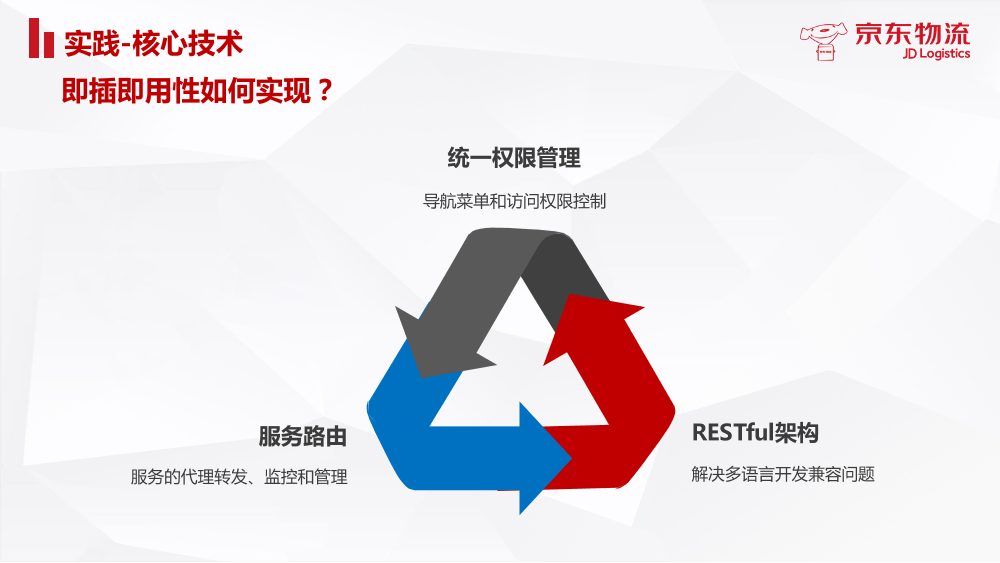 实践-核心技术
即插即用性如何实现？
京东物流
JD Logistics
统一权限管理
导航菜单和访问权限控制
服务路由
服务的代理转发、监控和管理
RESTful架构
解决多语言开发兼容问题